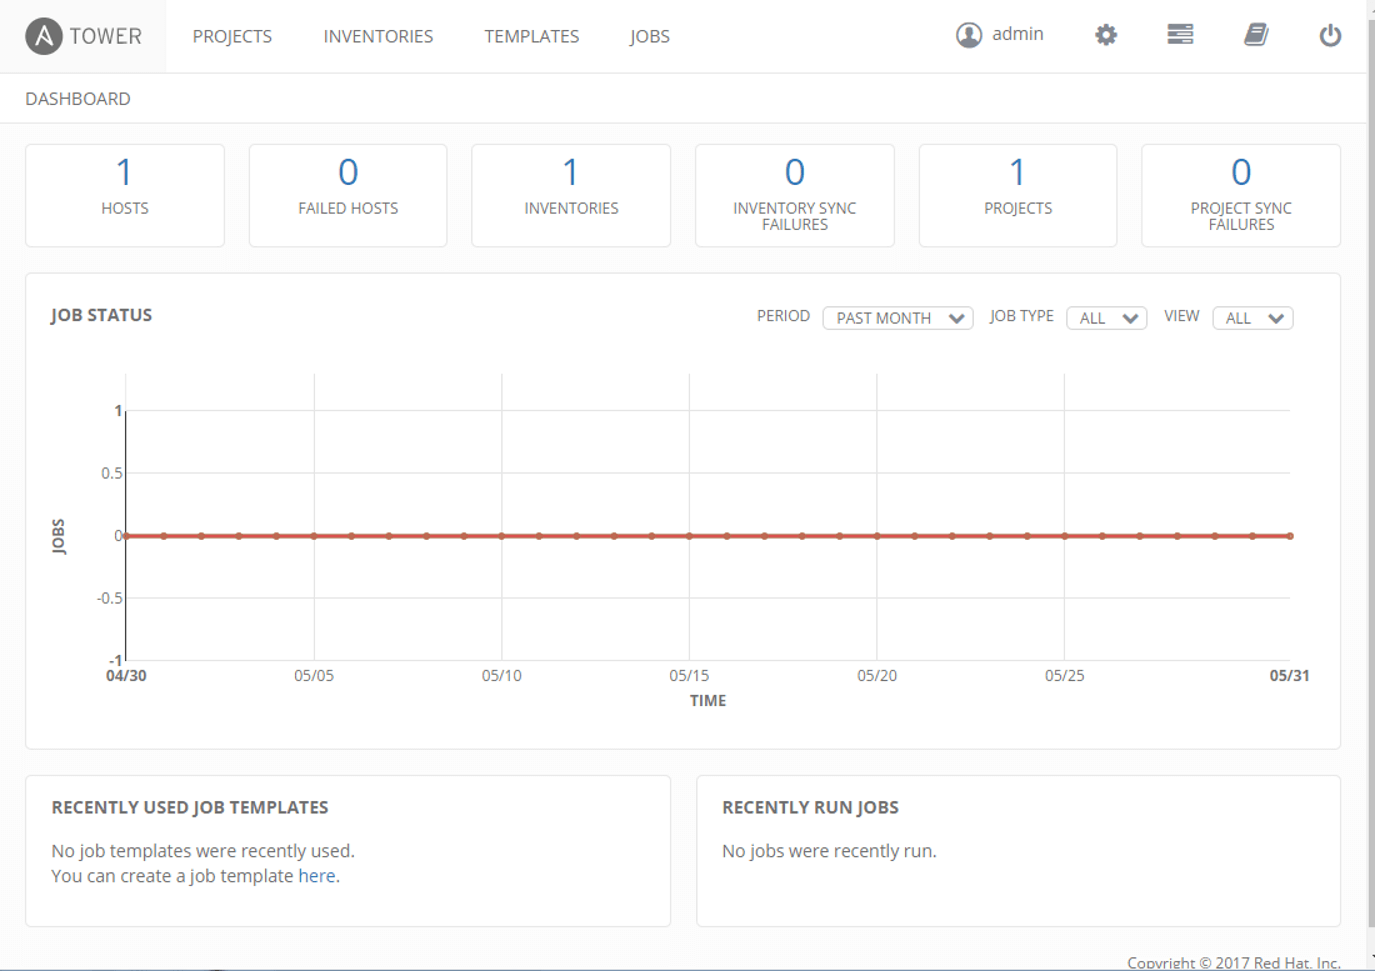 TOWER PROJECTS INVENTORIES TEMPLATES JOBS admin
DASHBOARD
1 0 1 0 1 0
HOSTS FAILED HOSTS INVENTORIES INVENTORY SYNC PROJECTS PROJECT SYNC
FAILURES FAILURES
JOB STATUS PERIOD PAST MONTH JOB TYPE ALL VIEW ALL
1
0.5
0
-0.5
-1
JOBS
04/30 05/05 05/10 05/15 05/20 05/25 05/31
TIME
RECENTLY USED JOB TEMPLATES
No job templates were recently used.
You can create a job template here.
RECENTLY RUN JOBS
No jobs were recently run.
Copyright © 2017 Red Hat, Inc.